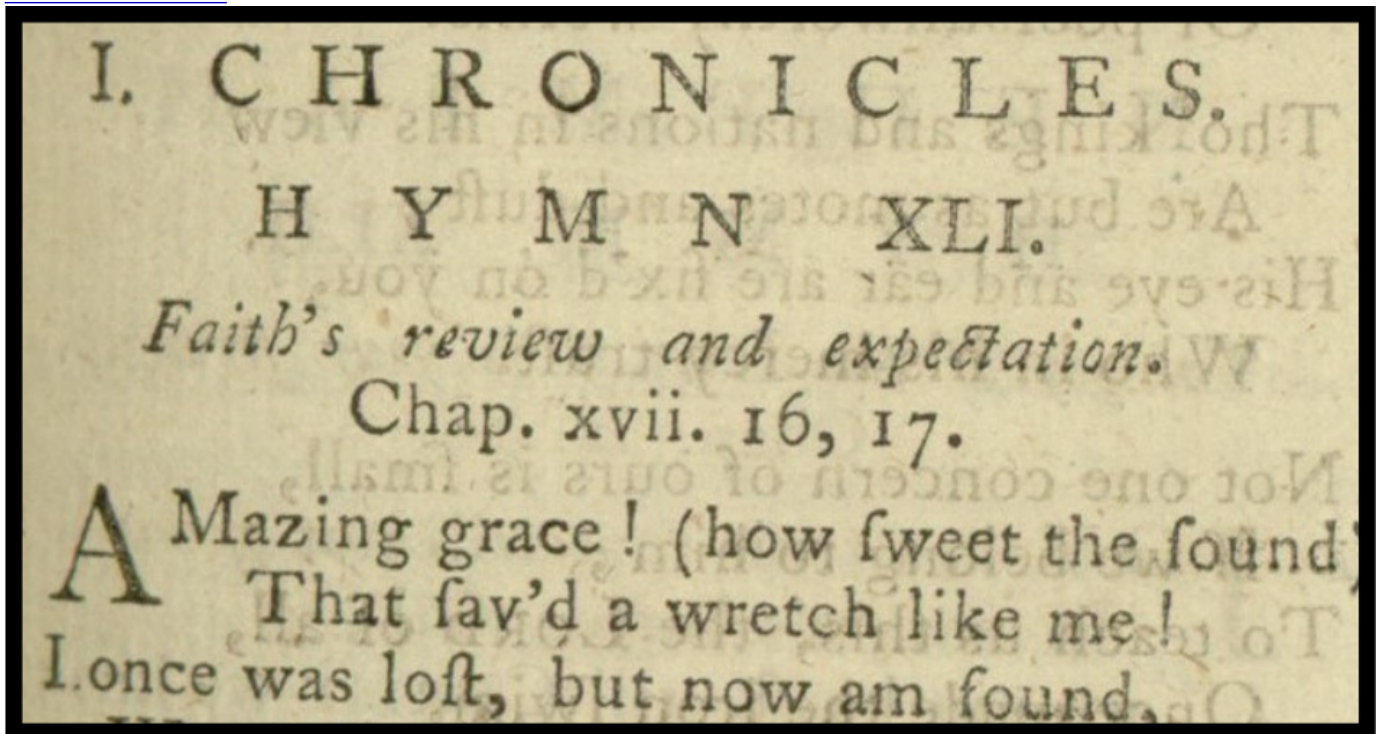 I. CHRONICLES.
HYMN XLI.
Faith's review and expectation.
Chap. xvii. 16, 17.
AMazing grace! (how ſweet the ſound)
That ſav'd a wretch like me!
I once was loſt, but now am found,